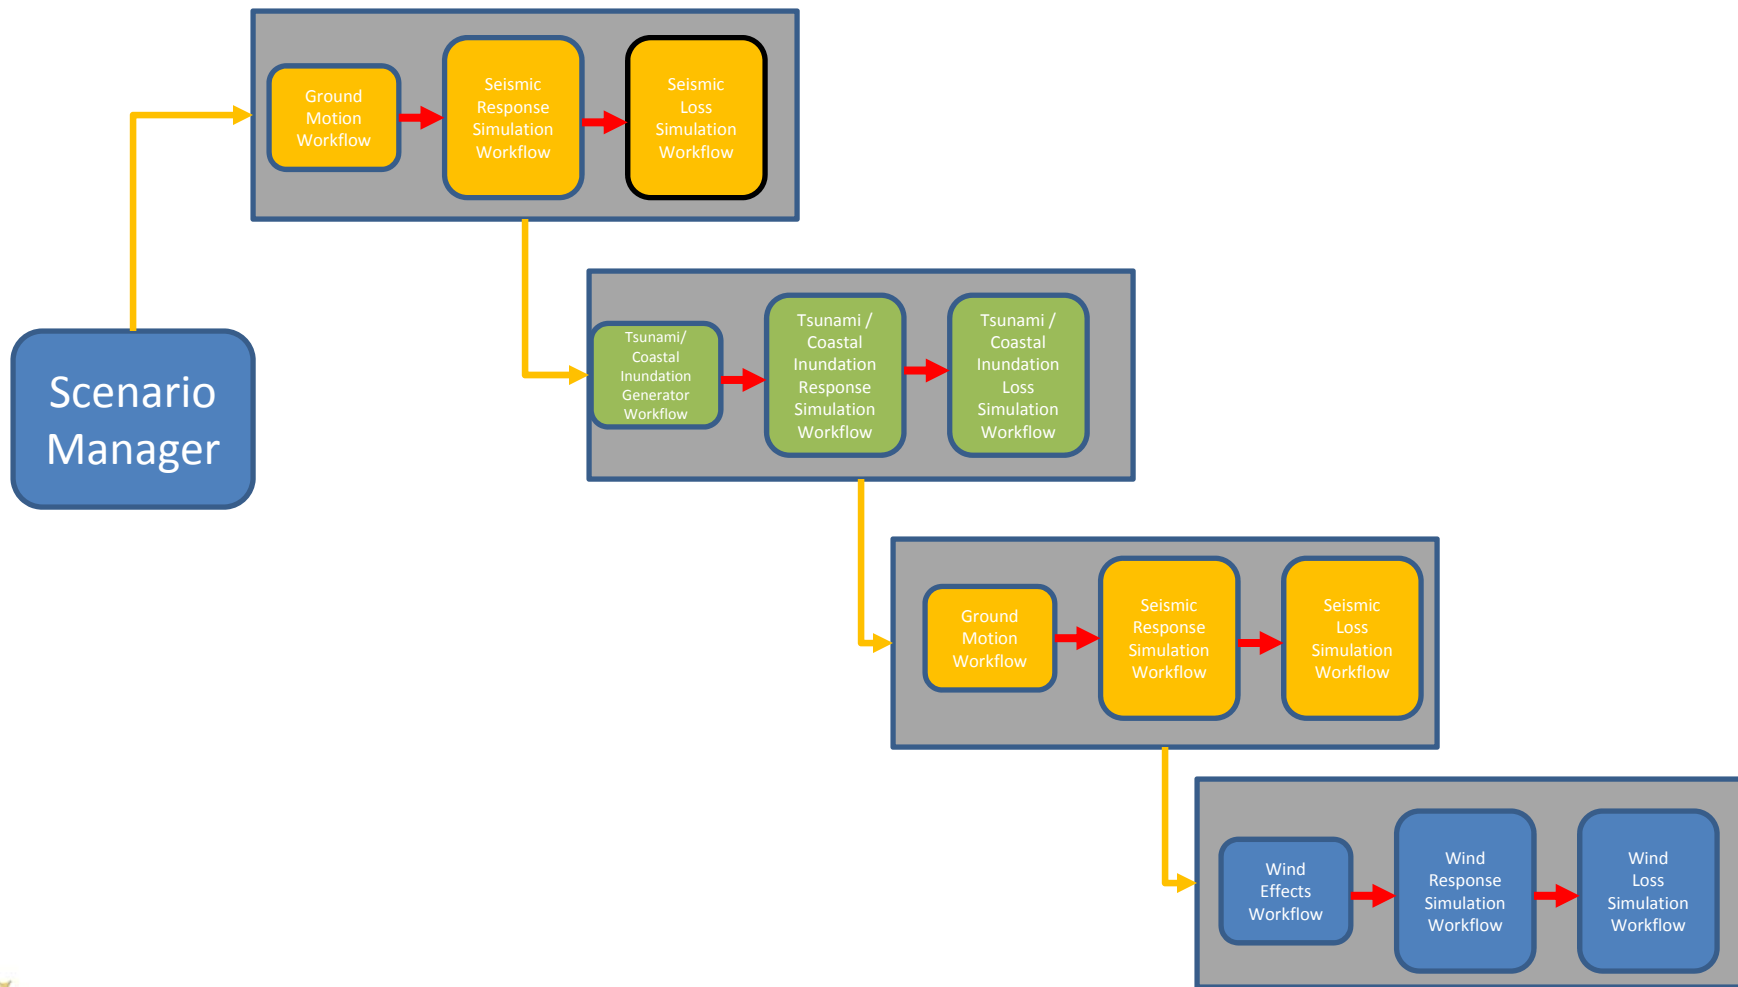 Ground
Motion
Workflow
Seismic
Response
Simulation
Workflow
Seismic
Loss
Simulation
Workflow
Scenario
Manager
Tsunami/
Coastal
Inundation
Generator
Workflow
Tsunami /
Coastal
Inundation
Response
Simulation
Workflow
Tsunami /
Coastal
Inundation
Loss
Simulation
Workflow
Ground
Motion
Workflow
Seismic
Response
Simulation
Workflow
Seismic
Loss
Simulation
Workflow
Wind
Effects
Workflow
Wind
Response
Simulation
Workflow
Wind
Loss
Simulation
Workflow